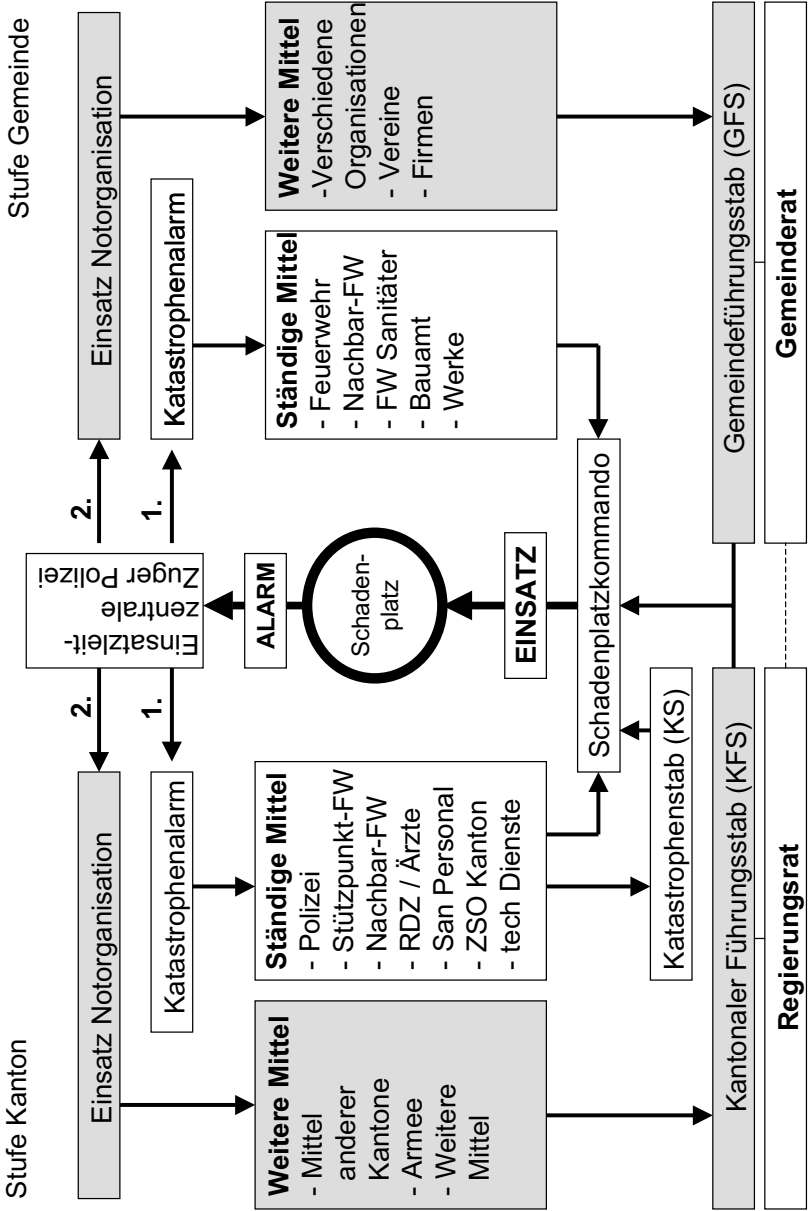 Stufe Kanton
Stufe Gemeinde
Einsatz Notorganisation
2.
Einsatzleit-
zentrale
Zuger Polizei
2.
Einsatz Notorganisation
Katastrophenalarm
1.
1.
Katastrophenalarm
Weitere Mittel
- Mittel
anderer
Kantone
- Armee
- Weitere
Mittel
Ständige Mittel
- Polizei
- Stützpunkt-FW
- Nachbar-FW
- RDZ / Ärzte
- San Personal
- ZSO Kanton
- tech Dienste
ALARM
Schaden-
platz
EINSATZ
Ständige Mittel
- Feuerwehr
- Nachbar-FW
- FW Sanitäter
- Bauamt
- Werke
Weitere Mittel
-Verschiedene
Organisationen
- Vereine
- Firmen
Schadenplatzkommando
Katastrophenstab (KS)
Kantonaler Führungsstab (KFS)
Gemeindeführungsstab (GFS)
Regierungsrat
Gemeinderat